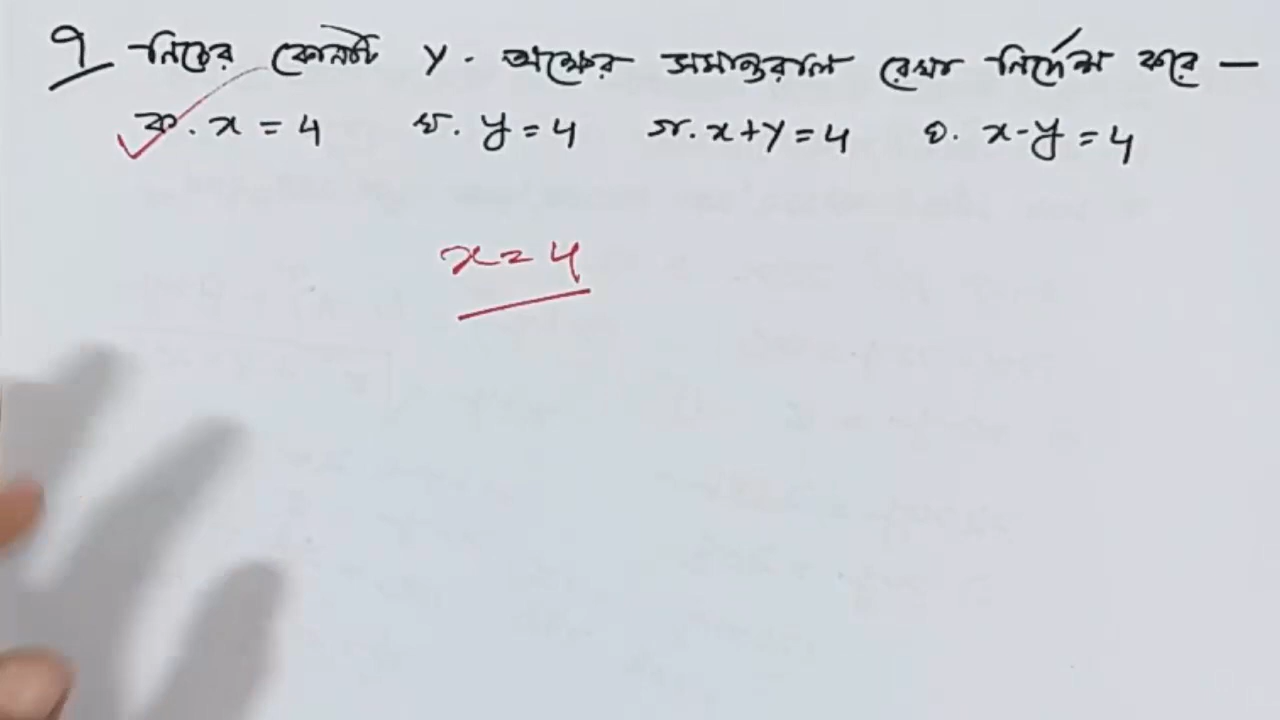 ৭ নিচের কোনটি y. অক্ষের সমান্তরাল রেখা নির্দেশ করে —
ক. x = 4 খ. y = 4 গ. x+y = 4 ঘ. x-y = 4
x = 4